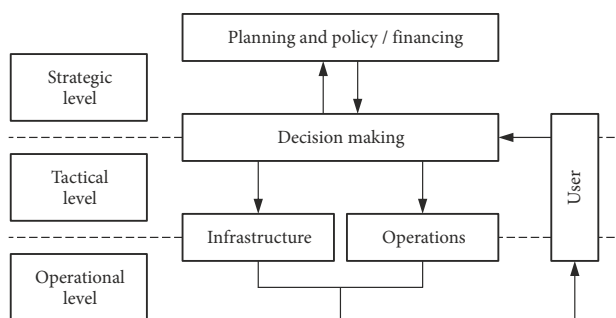 Planning and policy / financing
Strategic
level
Decision making
Tactical
level
User
Infrastructure
Operations
Operational
level